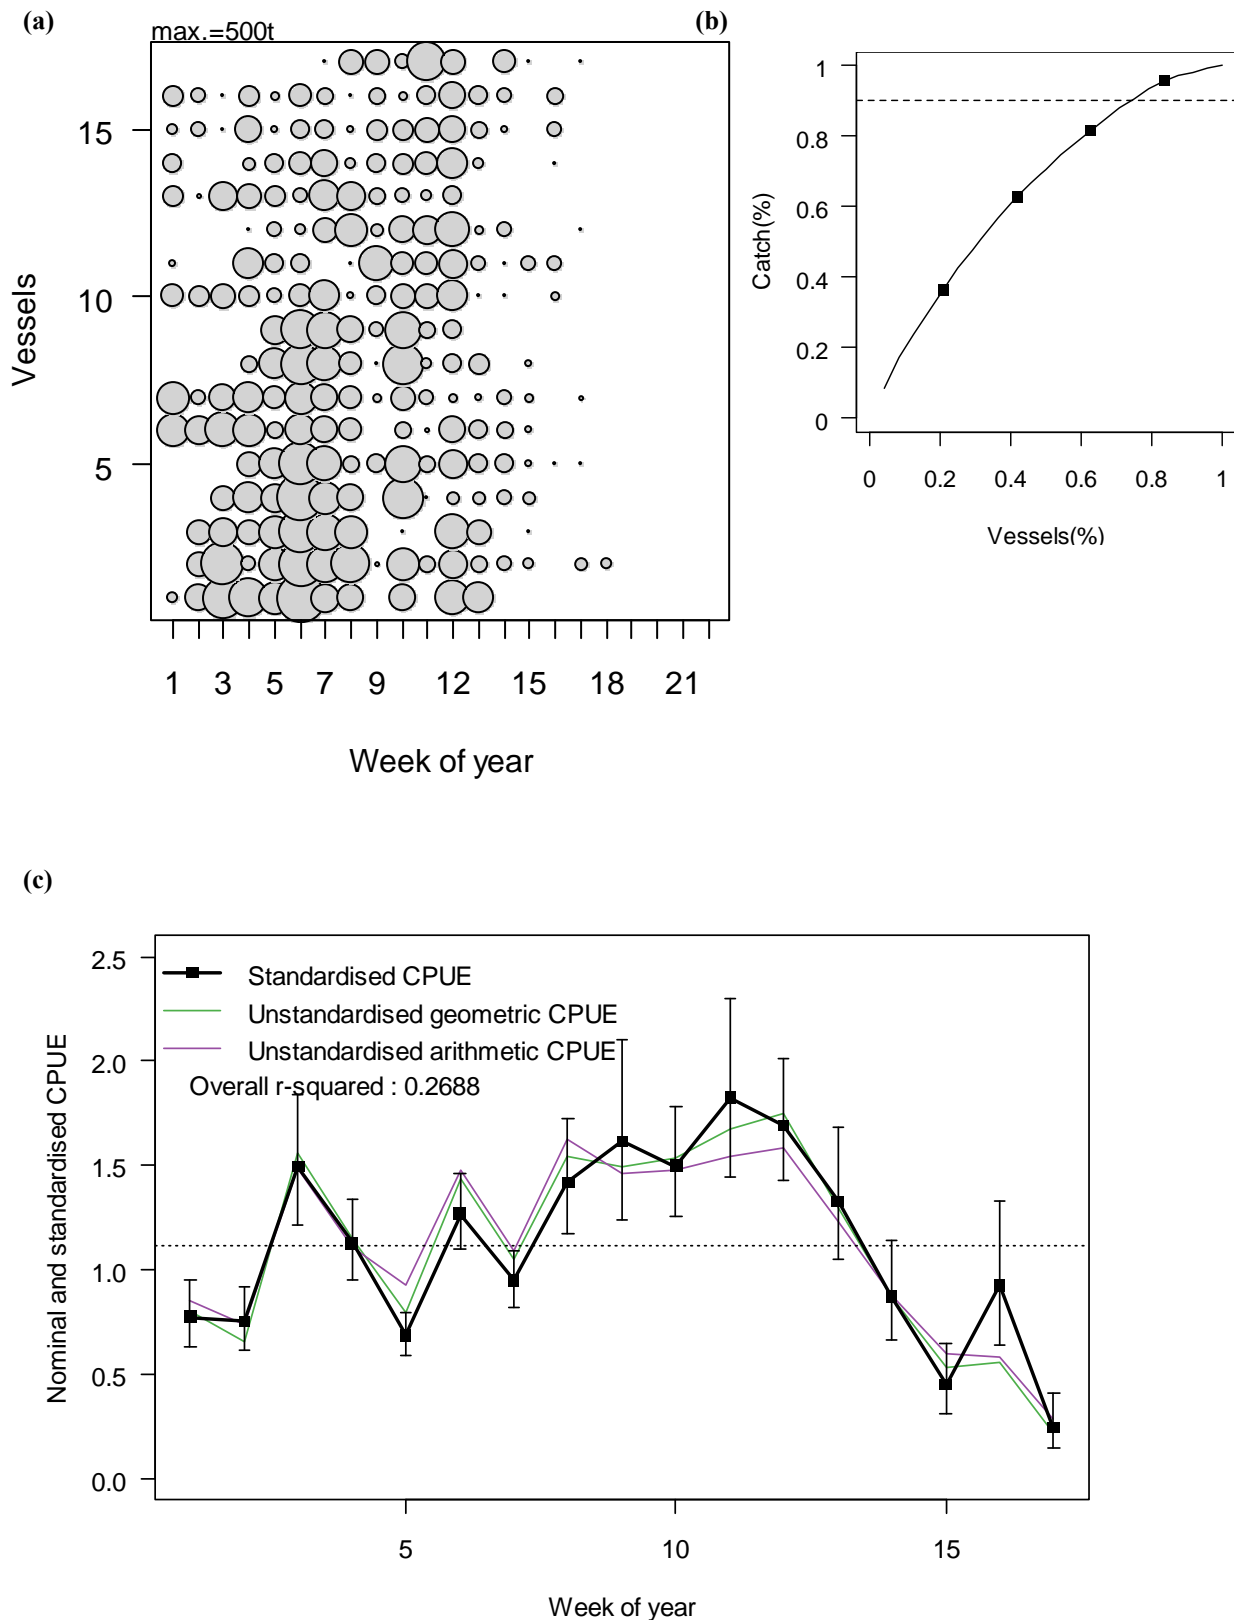 (a)
max.=500t
15
10
5
Vessels
1 3 5 7 9 12 15 18 21
Week of year
(b)
1
0.8
0.6
0.4
0.2
0
Catch(%)
0 0.2 0.4 0.6 0.8 1
Vessels(%)
(c)
2.5
2.0
1.5
1.0
0.5
0.0
Nominal and standardised CPUE
Standardised CPUE
Unstandardised geometric CPUE
Unstandardised arithmetic CPUE
Overall r-squared : 0.2688
5 10 15
Week of year